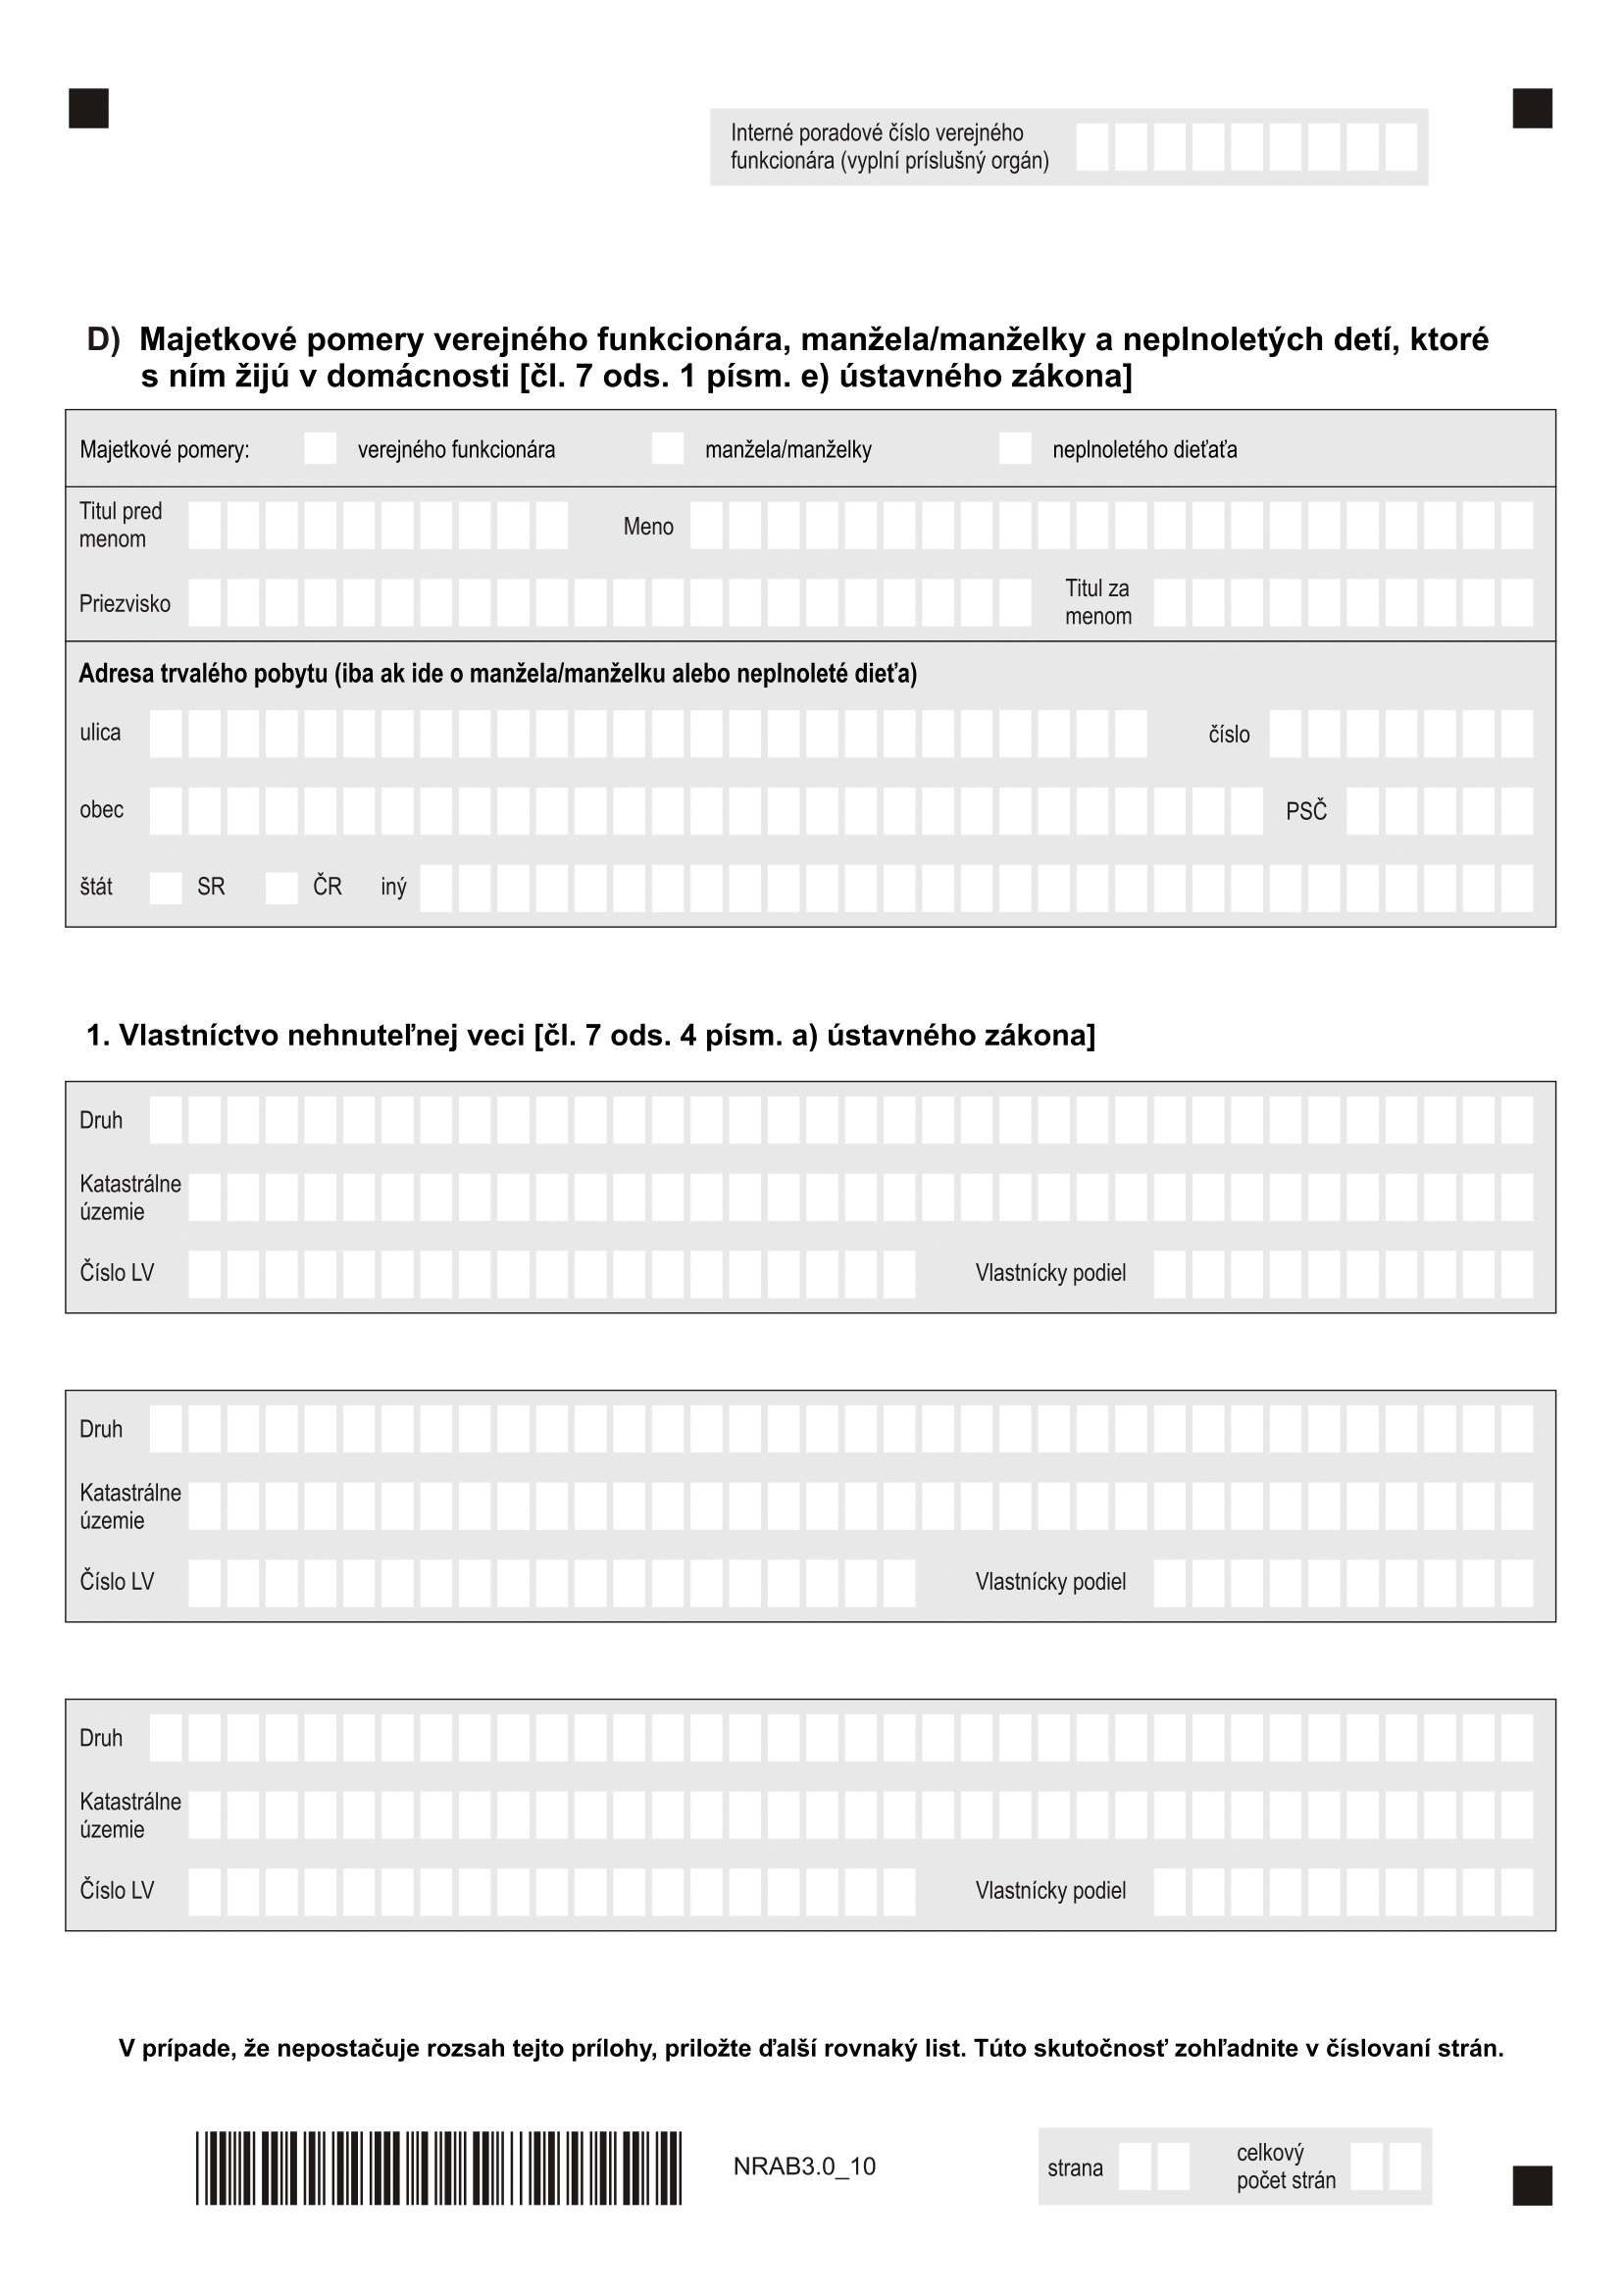 Interné poradové číslo verejného
funkcionára (vyplní príslušný orgán)
D) Majetkové pomery verejného funkcionára, manžela/manželky a neplnoletých detí, ktoré
s ním žijú v domácnosti [čl. 7 ods. 1 písm. e) ústavného zákona]
Majetkové pomery: verejného funkcionára manžela/manželky neplnoletého dieťaťa
Titul pred
menom
Meno
Priezvisko
Titul za
menom
Adresa trvalého pobytu (iba ak ide o manžela/manželku alebo neplnoleté dieťa)
ulica číslo
obec PSČ
štát SR ČR iný
1. Vlastníctvo nehnuteľnej veci [čl. 7 ods. 4 písm. a) ústavného zákona]
Druh
Katastrálne
územie
Číslo LV Vlastnícky podiel
Druh
Katastrálne
územie
Číslo LV Vlastnícky podiel
Druh
Katastrálne
územie
Číslo LV Vlastnícky podiel
V prípade, že nepostačuje rozsah tejto prílohy, priložte ďalší rovnaký list. Túto skutočnosť zohľadnite v číslovaní strán.
NRAB3.0_10
strana
celkový
počet strán